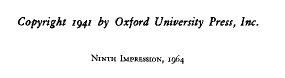 Copyright 1941 by Oxford University Press, Inc.
Ninth Impression, 1964